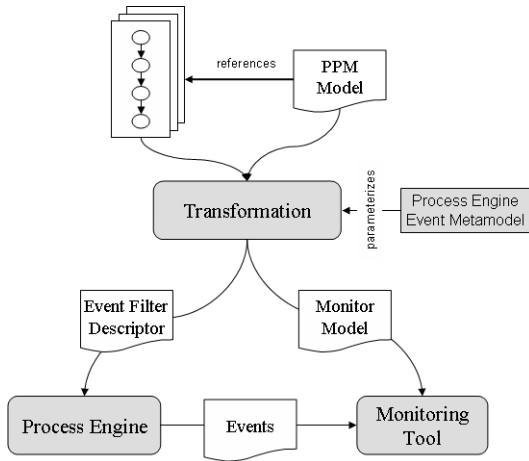 references
PPM
Model
Transformation
parameterizes
Process Engine
Event Metamodel
Event Filter
Descriptor
Monitor
Model
Process Engine
Events
Monitoring
Tool